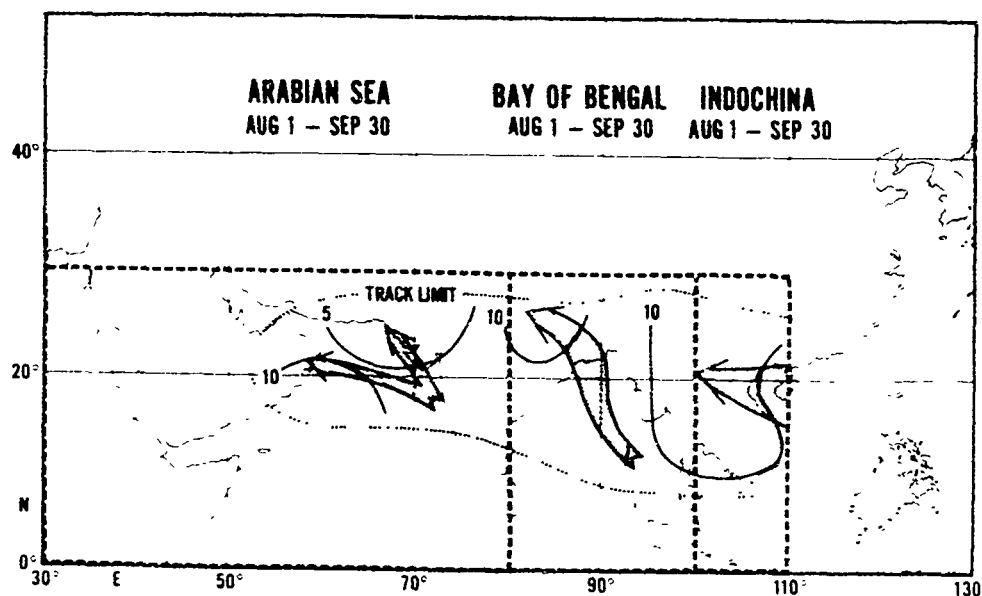 ARABIAN SEA
AUG 1 – SEP 30
BAY OF BENGAL
AUG 1 – SEP 30
INDOCHINA
AUG 1 – SEP 30
40°
TRACK LIMIT
5
10
10
20°
10
N
0°
30°
E
50°
70°
90°
110°
130